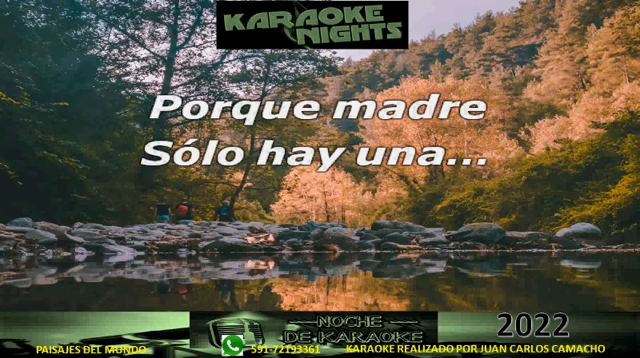 KARAOKE
NIGHTS
Porque madre
Sólo hay una...
NOCHE
DE KARAOKE
2022
PAISAJES DEL MUNDO
591-72193361
KARAOKE REALIZADO POR JUAN CARLOS CAMACHO